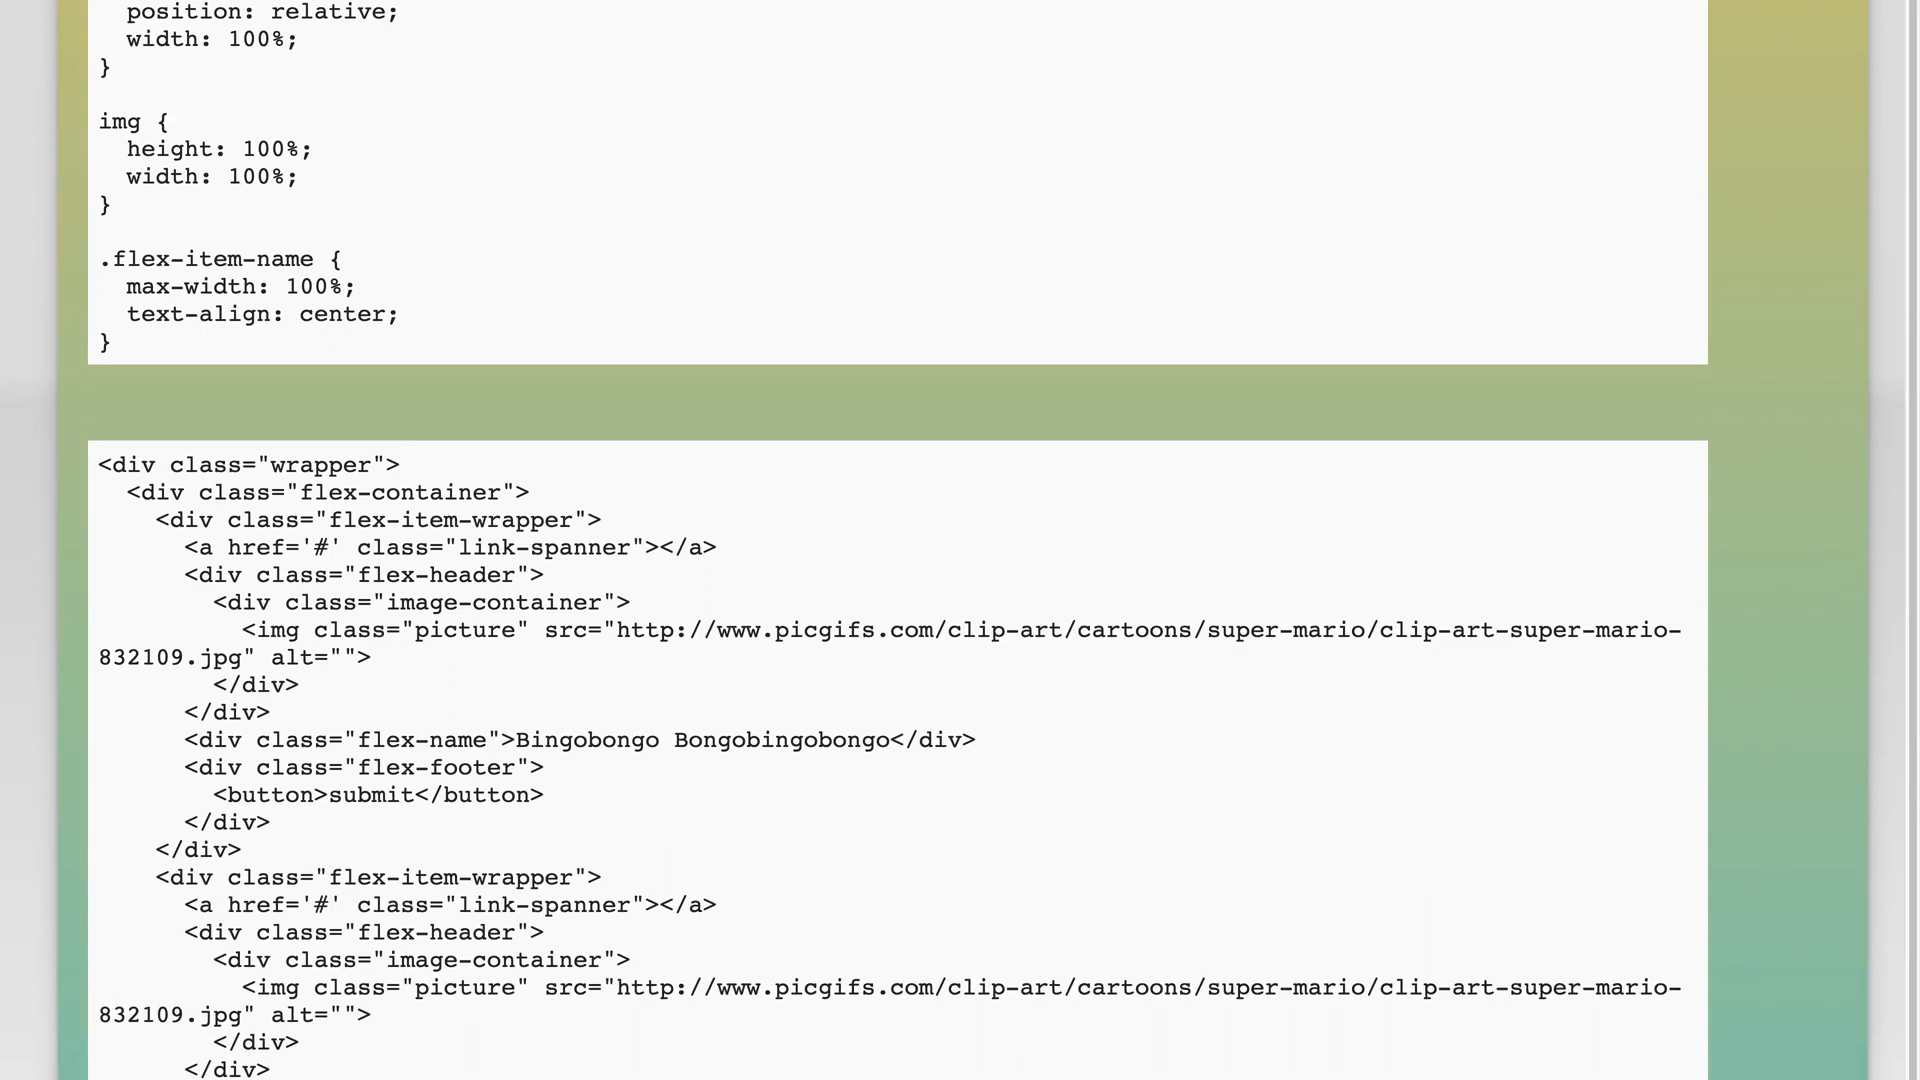 position: relative;
  width: 100%;
}

img {
  height: 100%;
  width: 100%;
}

.flex-item-name {
  max-width: 100%;
  text-align: center;
}

<div class="wrapper">
  <div class="flex-container">
    <div class="flex-item-wrapper">
      <a href='#' class="link-spanner"></a>
      <div class="flex-header">
        <div class="image-container">
          <img class="picture" src="http://www.picgifs.com/clip-art/cartoons/super-mario/clip-art-super-mario-
832109.jpg" alt="">
        </div>
      </div>
      <div class="flex-name">Bingobongo Bongobingobongo</div>
      <div class="flex-footer">
        <button>submit</button>
      </div>
    </div>
    <div class="flex-item-wrapper">
      <a href='#' class="link-spanner"></a>
      <div class="flex-header">
        <div class="image-container">
          <img class="picture" src="http://www.picgifs.com/clip-art/cartoons/super-mario/clip-art-super-mario-
832109.jpg" alt="">
        </div>
      </div>